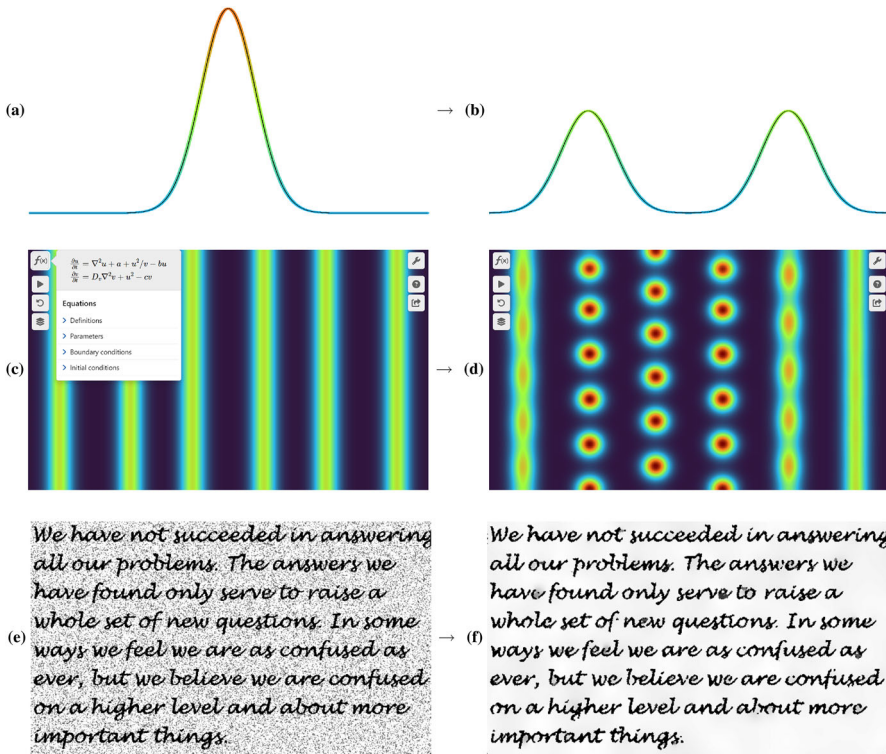 (a)
→
(b)
f(x)
∂u/∂t = ∇²u + a + u²/v − bu
∂v/∂t = D_v∇²v + u² − cv
Equations
Definitions
Parameters
Boundary conditions
Initial conditions
(c)
→
f(x)
(d)
(e)
We have not succeeded in answering
all our problems. The answers we
have found only serve to raise a
whole set of new questions. In some
ways we feel we are as confused as
ever, but we believe we are confused
on a higher level and about more
important things.
→
(f)
We have not succeeded in answering
all our problems. The answers we
have found only serve to raise a
whole set of new questions. In some
ways we feel we are as confused as
ever, but we believe we are confused
on a higher level and about more
important things.